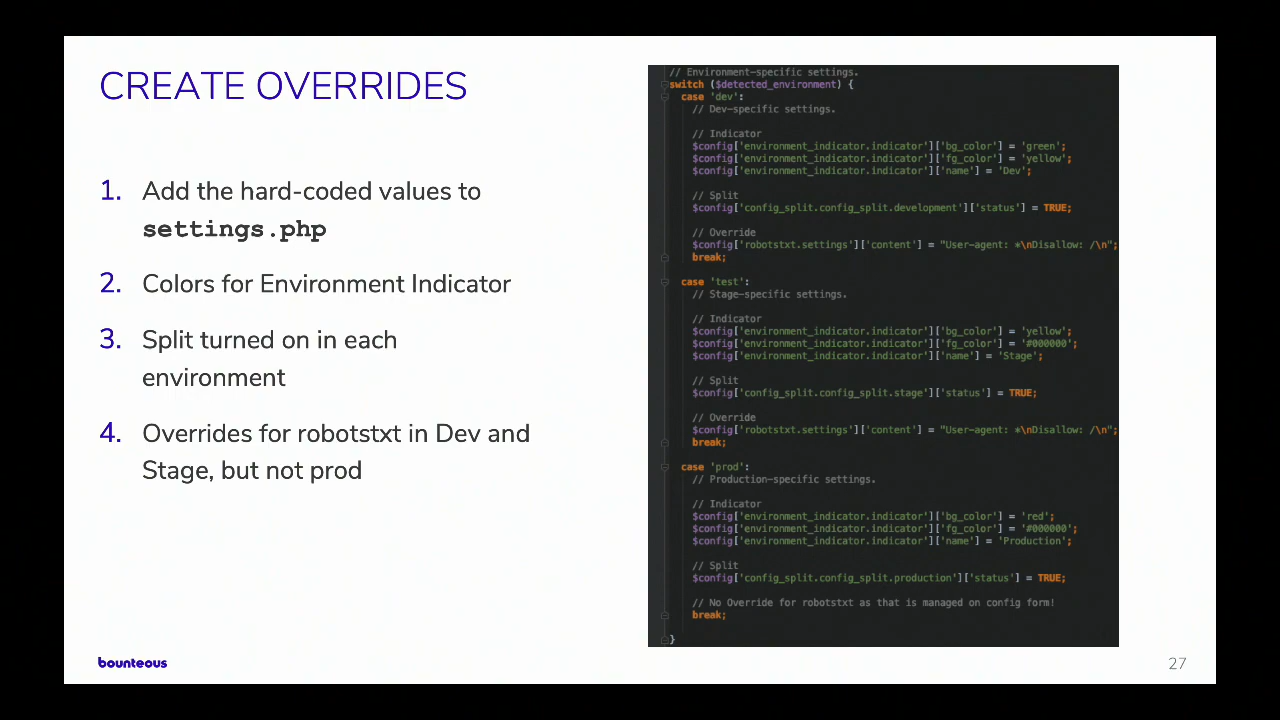 CREATE OVERRIDES
1. Add the hard-coded values to
settings.php
2. Colors for Environment Indicator
3. Split turned on in each
environment
4. Overrides for robotstxt in Dev and
Stage, but not prod
// Environment-specific settings.
switch ($detected_environment) {
case 'dev':
// Dev-specific settings.
// Indicator
$config['environment_indicator.indicator']['bg_color'] = 'green';
$config['environment_indicator.indicator']['fg_color'] = 'yellow';
$config['environment_indicator.indicator']['name'] = 'Dev';
// Split
$config['config_split.config_split.development']['status'] = TRUE;
// Override
$config['robotstxt.settings']['content'] = "User-agent: *\nDisallow: /\n";
break;
case 'test':
// Stage-specific settings.
// Indicator
$config['environment_indicator.indicator']['bg_color'] = 'yellow';
$config['environment_indicator.indicator']['fg_color'] = '#000000';
$config['environment_indicator.indicator']['name'] = 'Stage';
// Split
$config['config_split.config_split.stage']['status'] = TRUE;
// Override
$config['robotstxt.settings']['content'] = "User-agent: *\nDisallow: /\n";
break;
case 'prod':
// Production-specific settings.
// Indicator
$config['environment_indicator.indicator']['bg_color'] = 'red';
$config['environment_indicator.indicator']['fg_color'] = '#000000';
$config['environment_indicator.indicator']['name'] = 'Production';
// Split
$config['config_split.config_split.production']['status'] = TRUE;
// No Override for robotstxt as that is managed on config form!
break;
}
bounteous
27